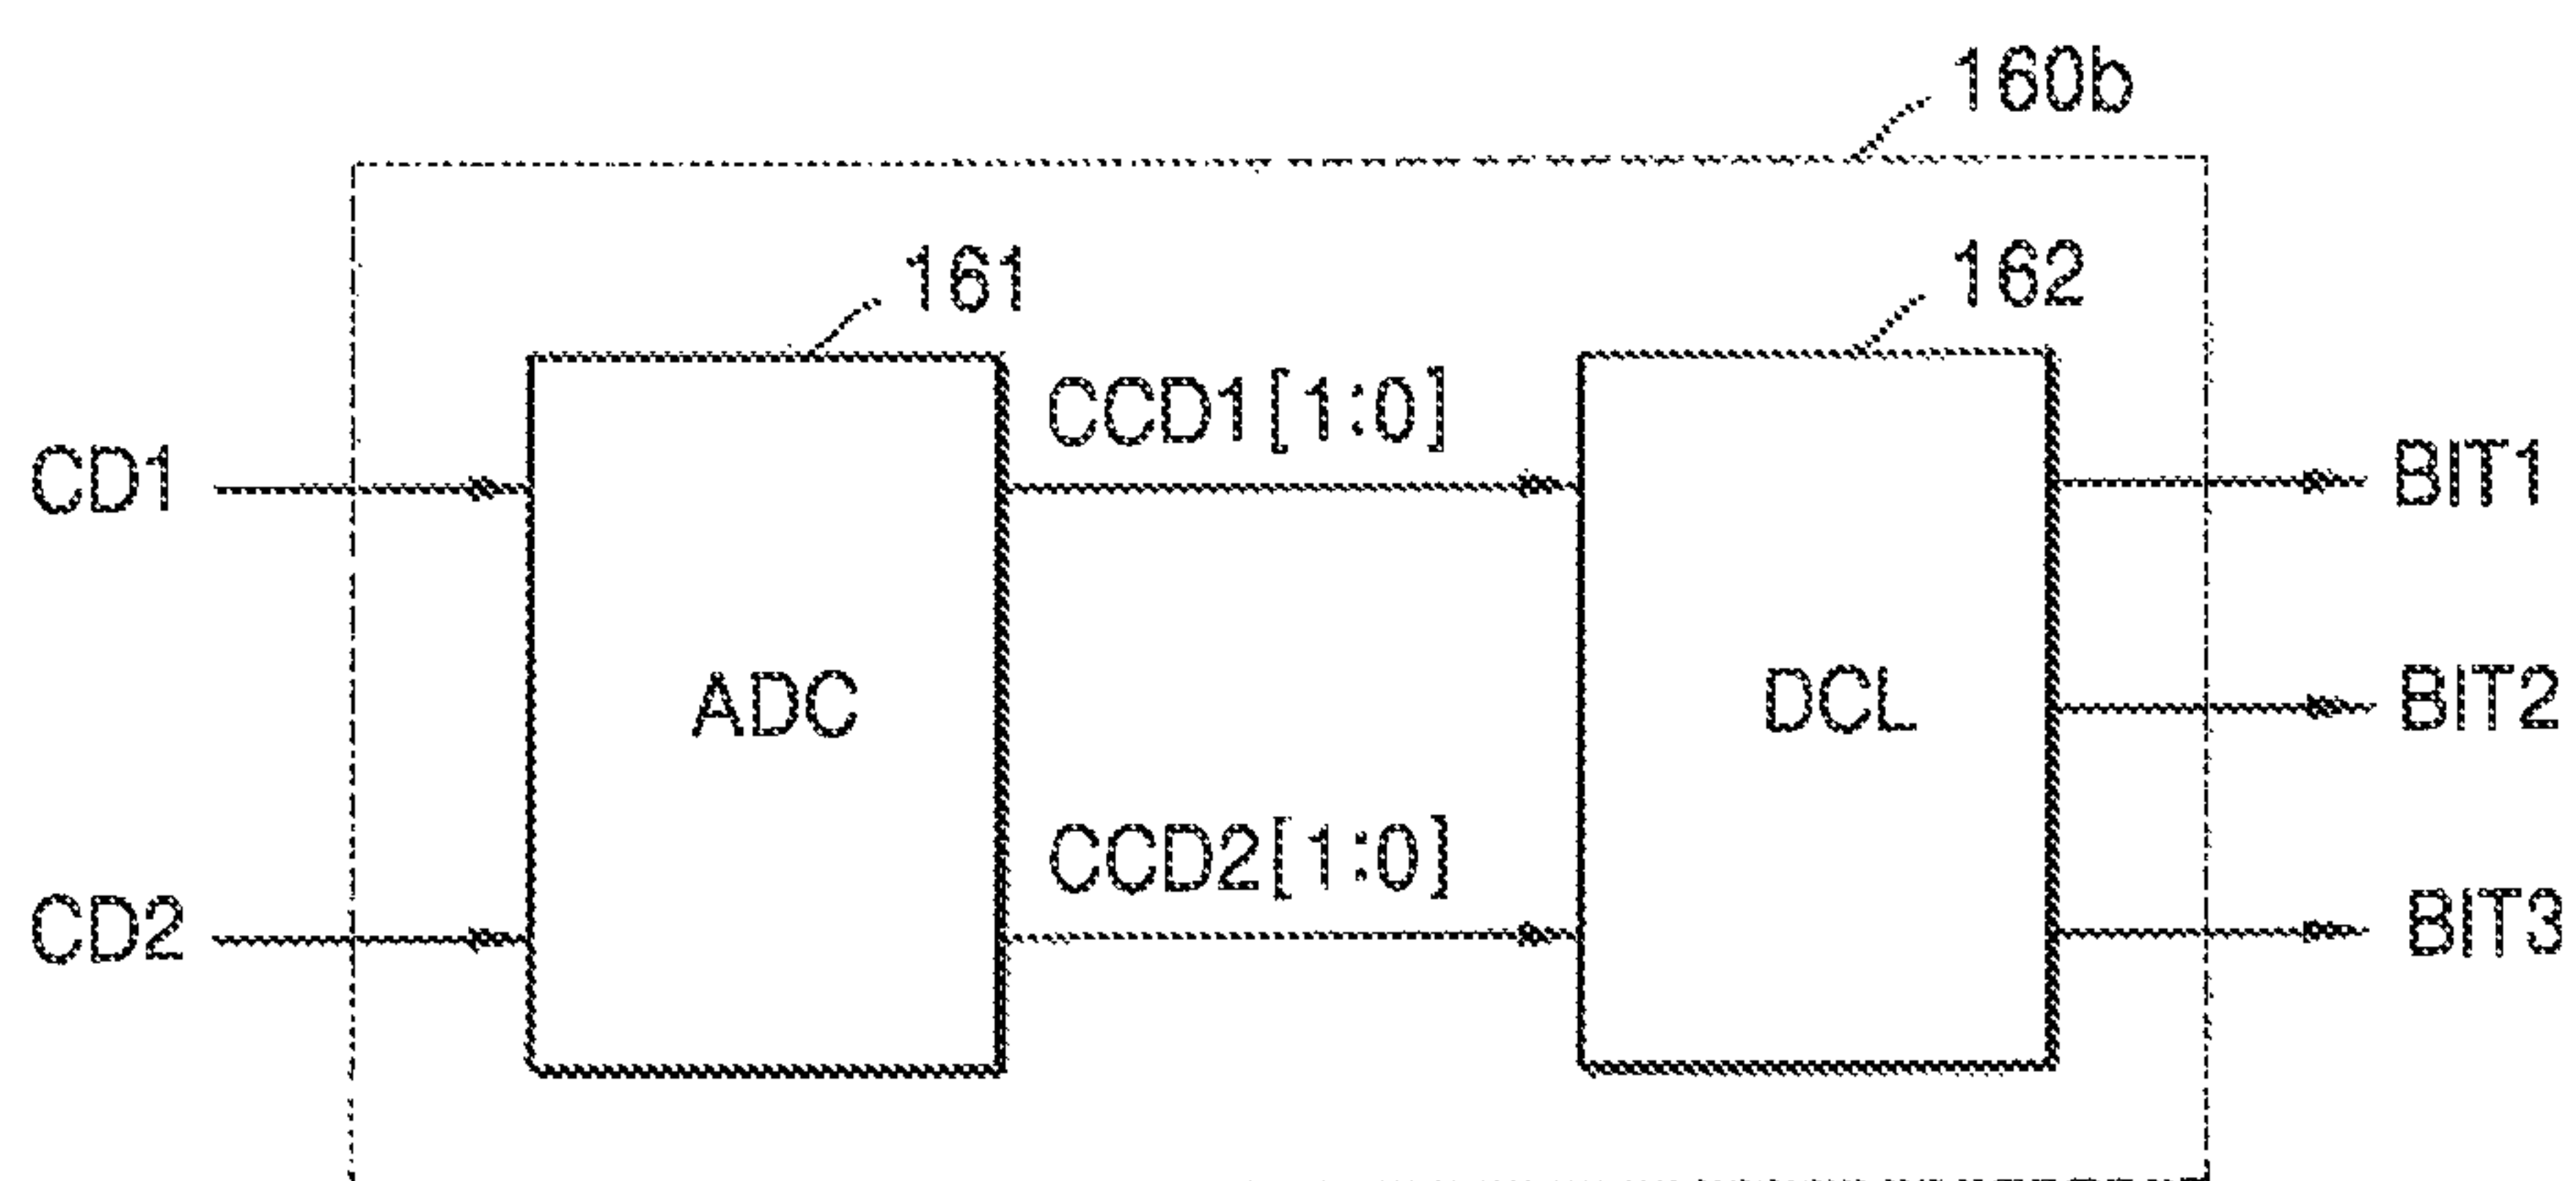 160b
161
162
CD1
CCD1[1:0]
BIT1
ADC
DCL
BIT2
CD2
CCD2[1:0]
BIT3